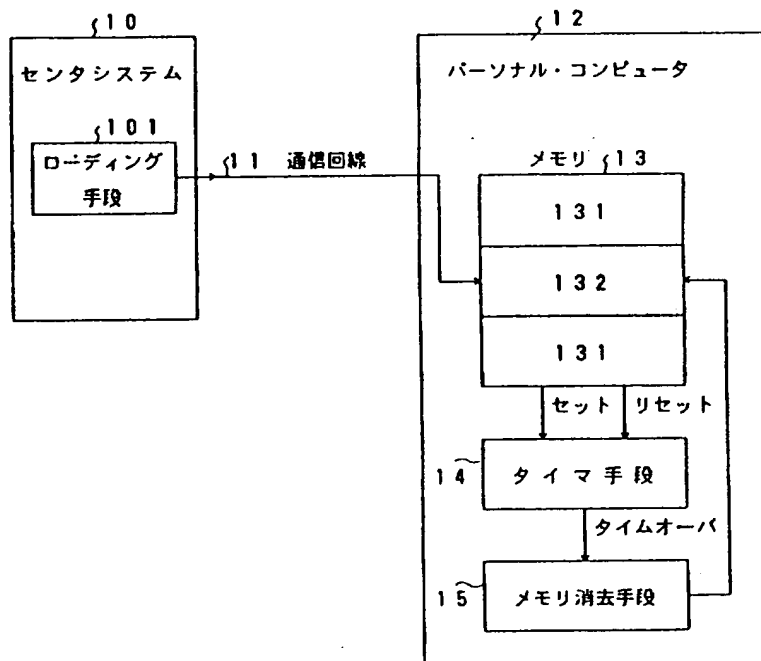 10
センタシステム
101
ローディング
手段
11 通信回線
12
パーソナル・コンピュータ
メモリ 13
131
132
131
セット リセット
14 タイマ手段
タイムオーバ
15 メモリ消去手段